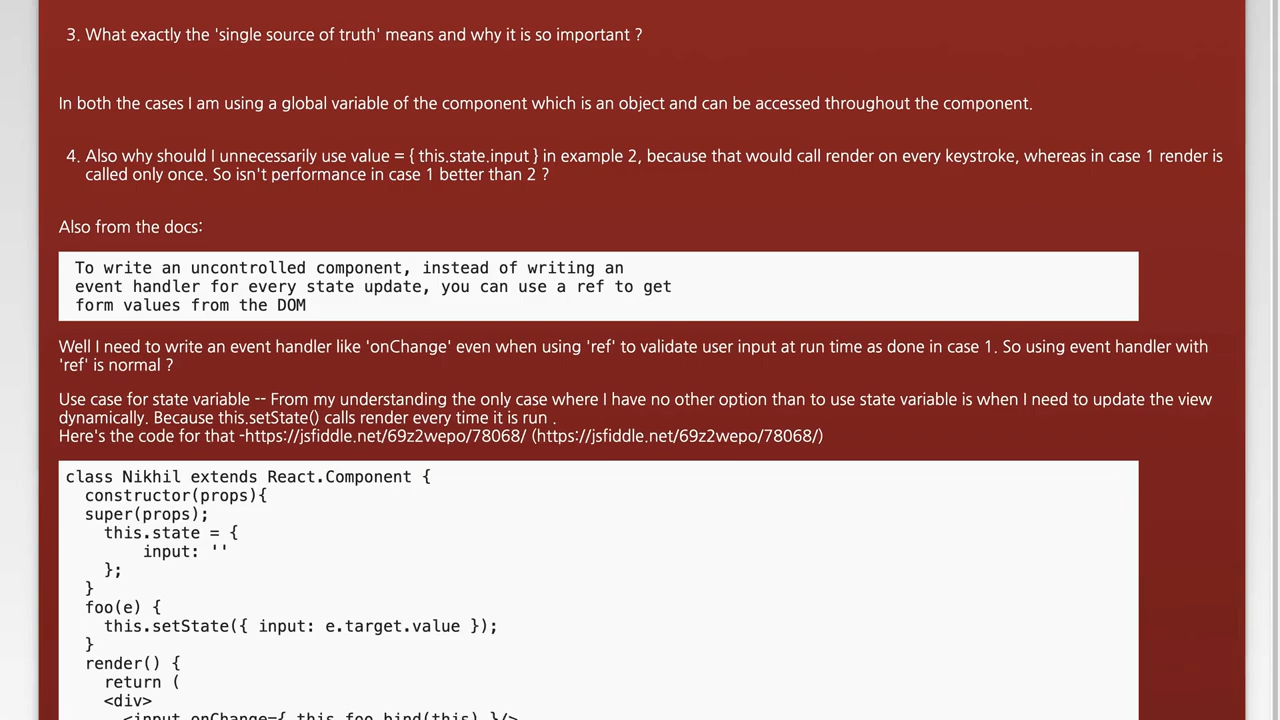 3. What exactly the 'single source of truth' means and why it is so important ?
In both the cases I am using a global variable of the component which is an object and can be accessed throughout the component.
4. Also why should I unnecessarily use value = { this.state.input } in example 2, because that would call render on every keystroke, whereas in case 1 render is
called only once. So isn't performance in case 1 better than 2 ?
Also from the docs:
To write an uncontrolled component, instead of writing an
event handler for every state update, you can use a ref to get
form values from the DOM
Well I need to write an event handler like 'onChange' even when using 'ref' to validate user input at run time as done in case 1. So using event handler with
'ref' is normal ?
Use case for state variable -- From my understanding the only case where I have no other option than to use state variable is when I need to update the view
dynamically. Because this.setState() calls render every time it is run .
Here's the code for that -https://jsfiddle.net/69z2wepo/78068/ (https://jsfiddle.net/69z2wepo/78068/)
class Nikhil extends React.Component {
constructor(props){
super(props);
this.state = {
input: ''
};
}
foo(e) {
this.setState({ input: e.target.value });
}
render() {
return (
<div>
<input onChange={ this.foo.bind(this) }/>